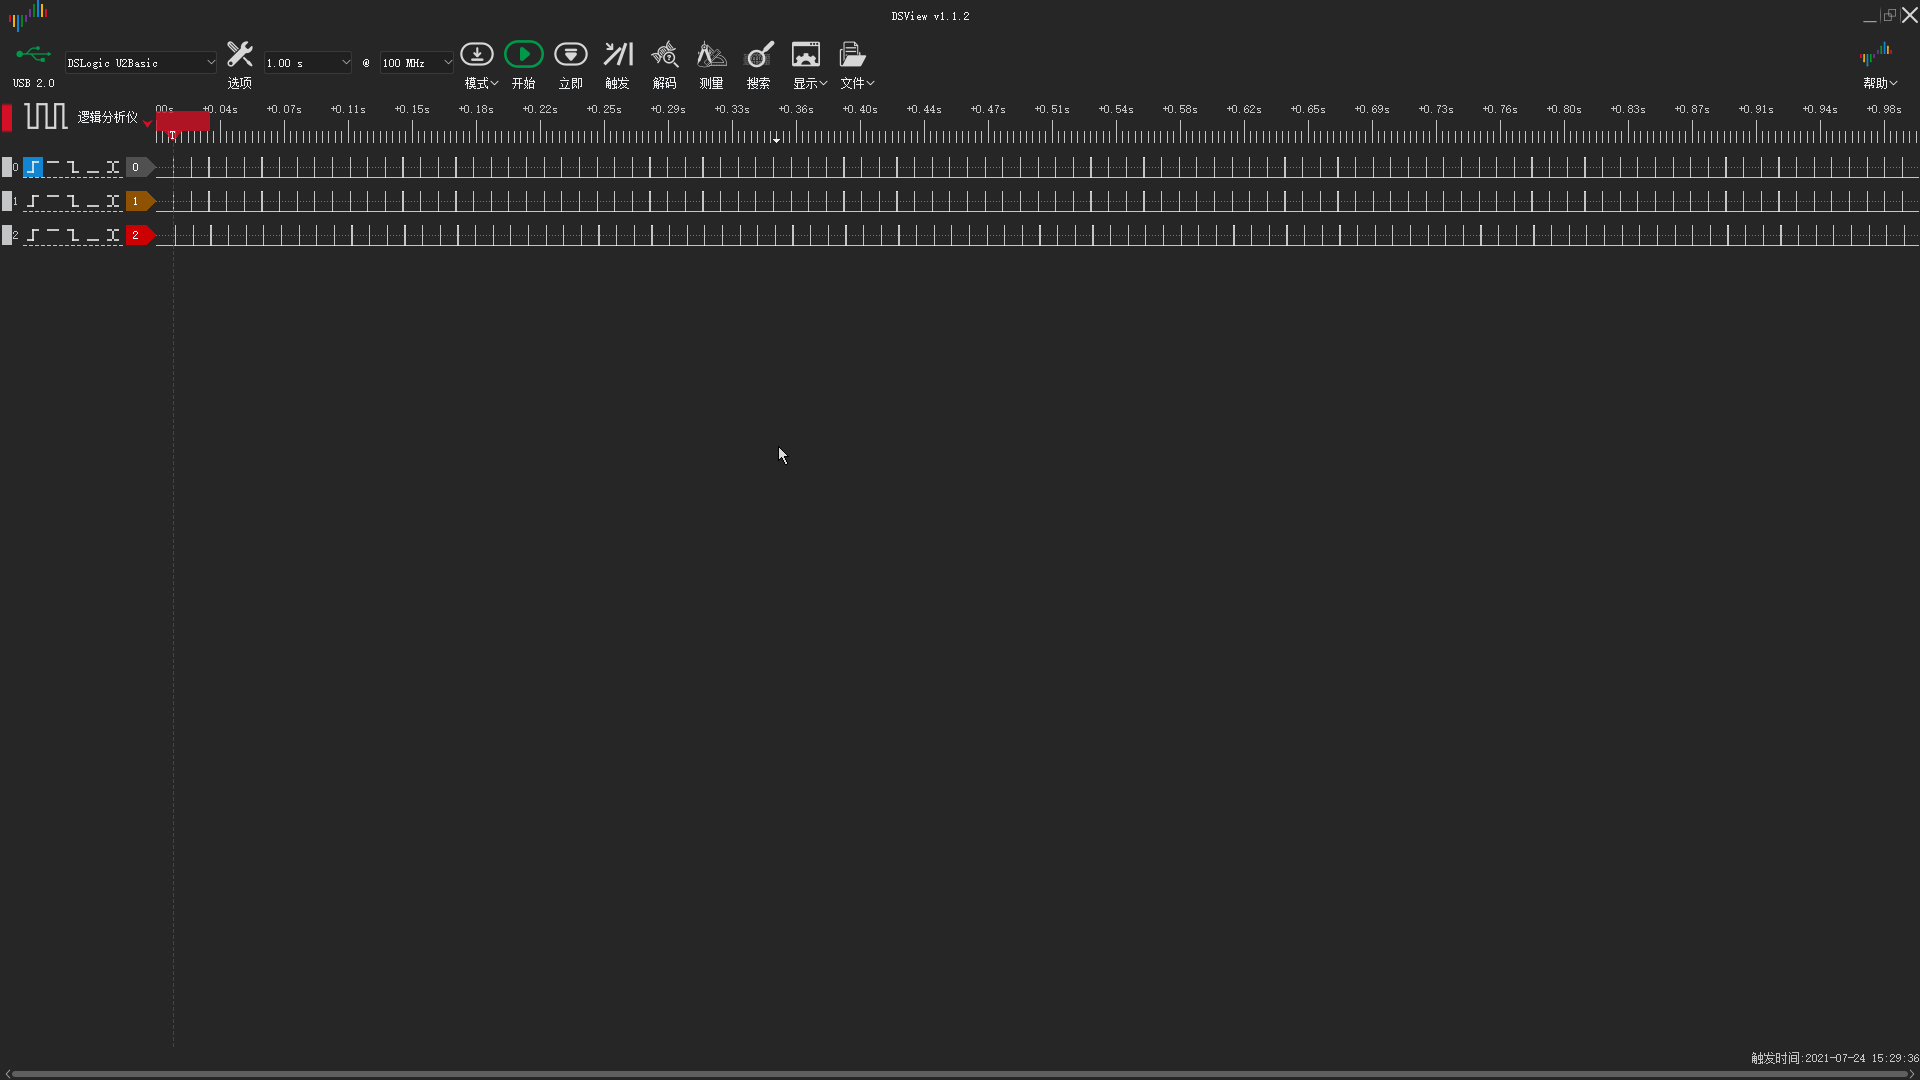 DSView v1.1.2
USB 2.0
DSLogic U2Basic
选项
1.00 s
@
100 MHz
模式
开始
立即
触发
解码
测量
搜索
显示
文件
帮助
逻辑分析仪
00s +0.04s +0.07s +0.11s +0.15s +0.18s +0.22s +0.25s +0.29s +0.33s +0.36s +0.40s +0.44s +0.47s +0.51s +0.54s +0.58s +0.62s +0.65s +0.69s +0.73s +0.76s +0.80s +0.83s +0.87s +0.91s +0.94s +0.98s
T
0 0
1 1
2 2
触发时间:2021-07-24 15:29:36